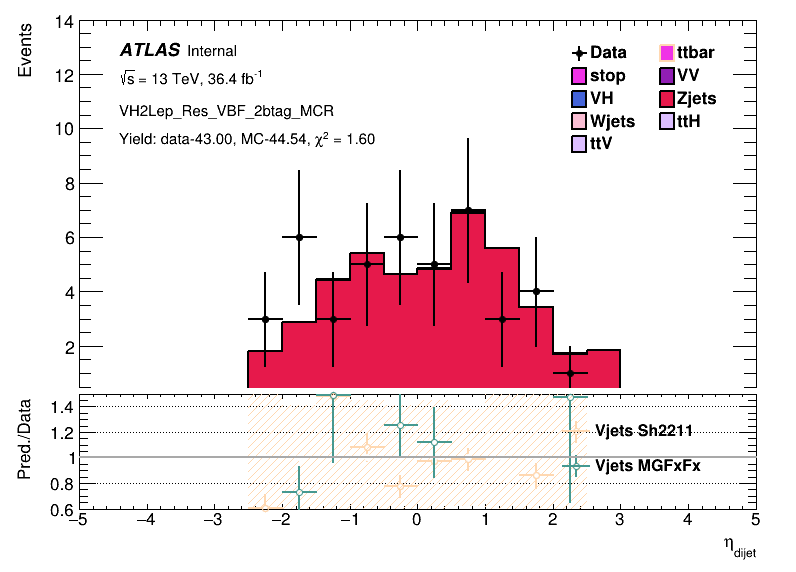 Events
14
12
10
8
6
4
2
ATLAS Internal
√s = 13 TeV, 36.4 fb⁻¹
VH2Lep_Res_VBF_2btag_MCR
Yield: data-43.00, MC-44.54, χ² = 1.60
Data ttbar
stop VV
VH Zjets
Wjets ttH
ttV
Pred./Data
1.4
1.2
1
0.8
0.6
Vjets Sh2211
Vjets MGFxFx
−5 −4 −3 −2 −1 0 1 2 3 4 5
η_dijet